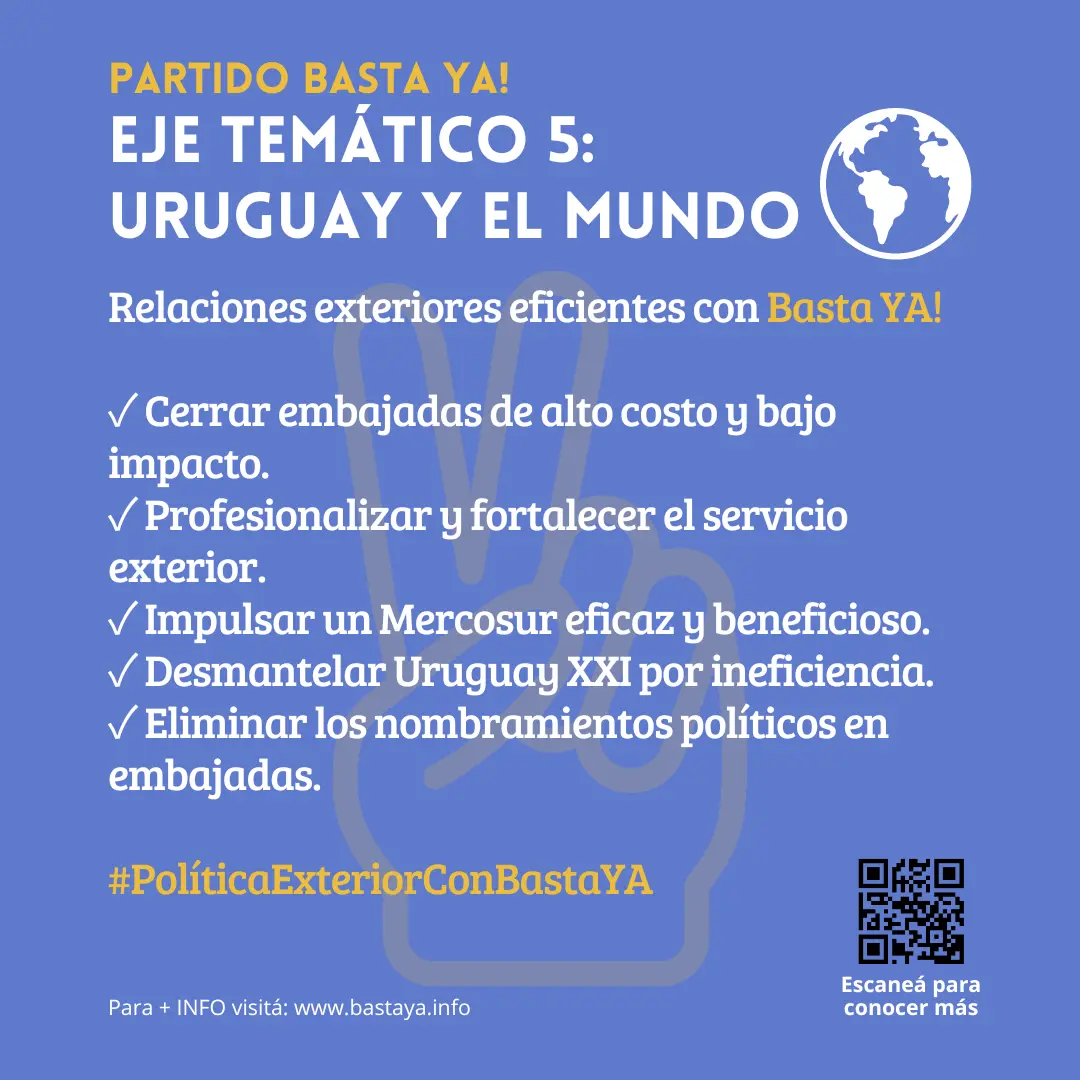 PARTIDO BASTA YA!
EJE TEMÁTICO 5:
URUGUAY Y EL MUNDO
Relaciones exteriores eficientes con Basta YA!
✓ Cerrar embajadas de alto costo y bajo
impacto.
✓ Profesionalizar y fortalecer el servicio
exterior.
✓ Impulsar un Mercosur eficaz y beneficioso.
✓ Desmantelar Uruguay XXI por ineficiencia.
✓ Eliminar los nombramientos políticos en
embajadas.
#PolíticaExteriorConBastaYA
Para + INFO visitá: www.bastaya.info
Escaneá para
conocer más